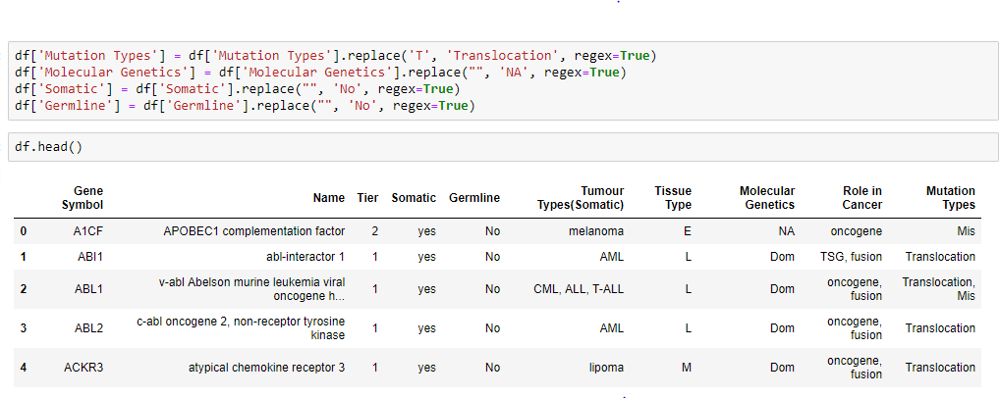 df['Mutation Types'] = df['Mutation Types'].replace('T', 'Translocation', regex=True)
df['Molecular Genetics'] = df['Molecular Genetics'].replace("", 'NA', regex=True)
df['Somatic'] = df['Somatic'].replace("", 'No', regex=True)
df['Germline'] = df['Germline'].replace("", 'No', regex=True)
df.head()
Gene Symbol Name Tier Somatic Germline Tumour Types(Somatic) Tissue Type Molecular Genetics Role in Cancer Mutation Types
0 A1CF APOBEC1 complementation factor 2 yes No melanoma E NA oncogene Mis
1 ABI1 abl-interactor 1 1 yes No AML L Dom TSG, fusion Translocation
2 ABL1 v-abl Abelson murine leukemia viral oncogene h... 1 yes No CML, ALL, T-ALL L Dom oncogene, fusion Translocation, Mis
3 ABL2 c-abl oncogene 2, non-receptor tyrosine kinase 1 yes No AML L Dom oncogene, fusion Translocation
4 ACKR3 atypical chemokine receptor 3 1 yes No lipoma M Dom oncogene, fusion Translocation